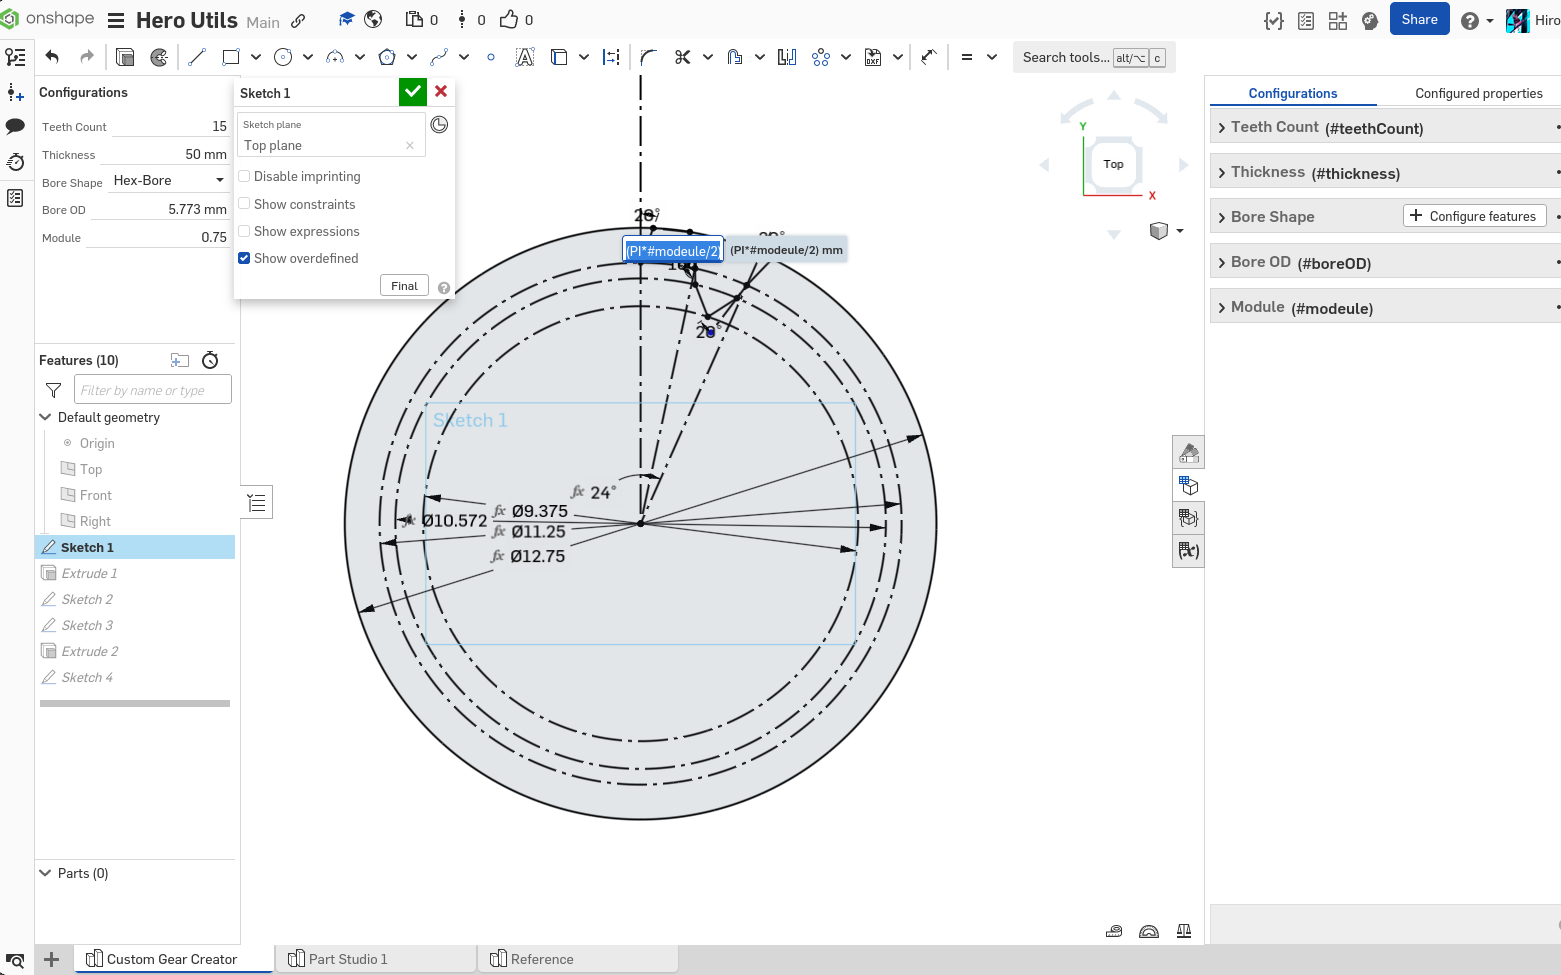 onshape
Hero Utils
Main
0
0
0
Share
Hiro
Search tools...
alt/⌥
c
Configurations
Teeth Count 15
Thickness 50 mm
Bore Shape Hex-Bore
Bore OD 5.773 mm
Module 0.75
Sketch 1
Sketch plane
Top plane
Disable imprinting
Show constraints
Show expressions
Show overdefined
Final
Features (10)
Filter by name or type
Default geometry
Origin
Top
Front
Right
Sketch 1
Extrude 1
Sketch 2
Sketch 3
Extrude 2
Sketch 4
Parts (0)
(PI*#modeule/2)
(PI*#modeule/2) mm
20°
Sketch 1
fx 24°
fx Ø9.375
fx Ø10.572
fx Ø11.25
fx Ø12.75
Y
Top
X
Configurations
Configured properties
Teeth Count (#teethCount)
Thickness (#thickness)
Bore Shape
Configure features
Bore OD (#boreOD)
Module (#modeule)
(x)
Custom Gear Creator
Part Studio 1
Reference